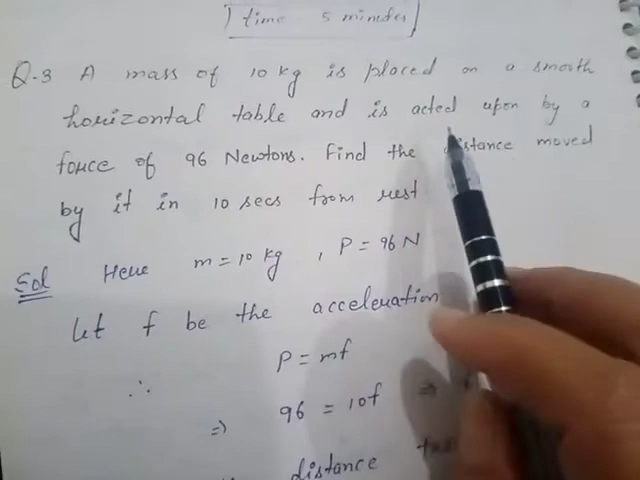 time 5 minutes
Q.3 A mass of 10 kg is placed on a smooth
horizontal table and is acted upon by a
force of 96 Newtons. Find the distance moved
by it in 10 secs from rest
Sol Here m = 10 kg , P = 96 N
let f be the acceleration
∴ P = mf
⇒ 96 = 10f ⇒
distance